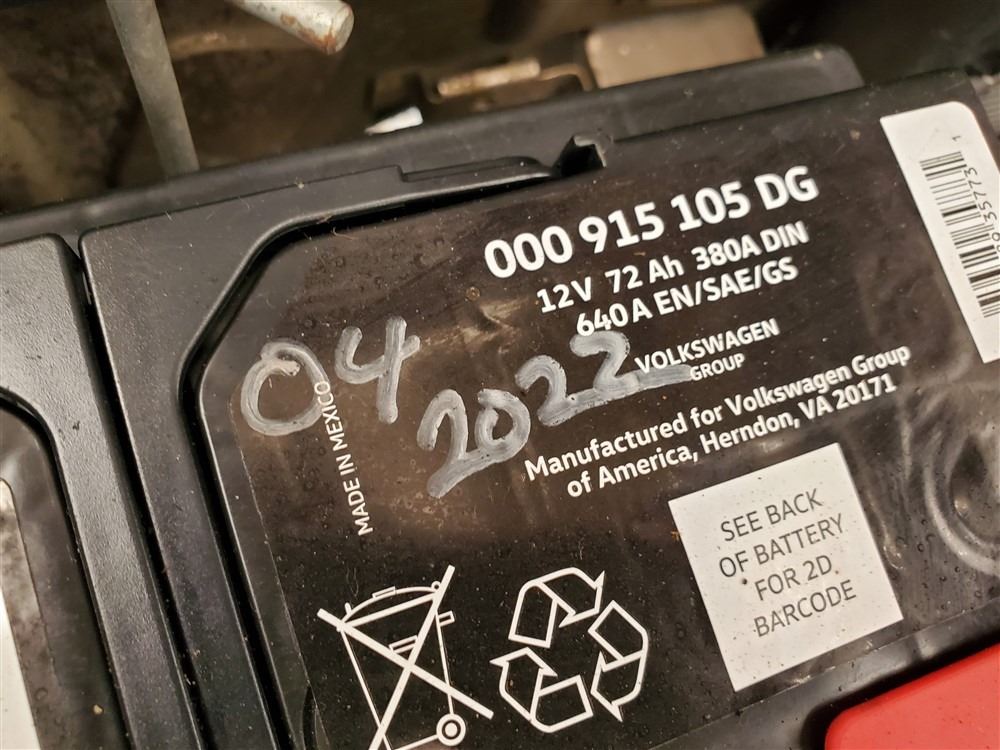 000 915 105 DG
12V 72 Ah 380A DIN
640 A EN/SAE/GS
VOLKSWAGEN
GROUP
04
2022
MADE IN MEXICO
Manufactured for Volkswagen Group
of America, Herndon, VA 20171
SEE BACK
OF BATTERY
FOR 2D
BARCODE